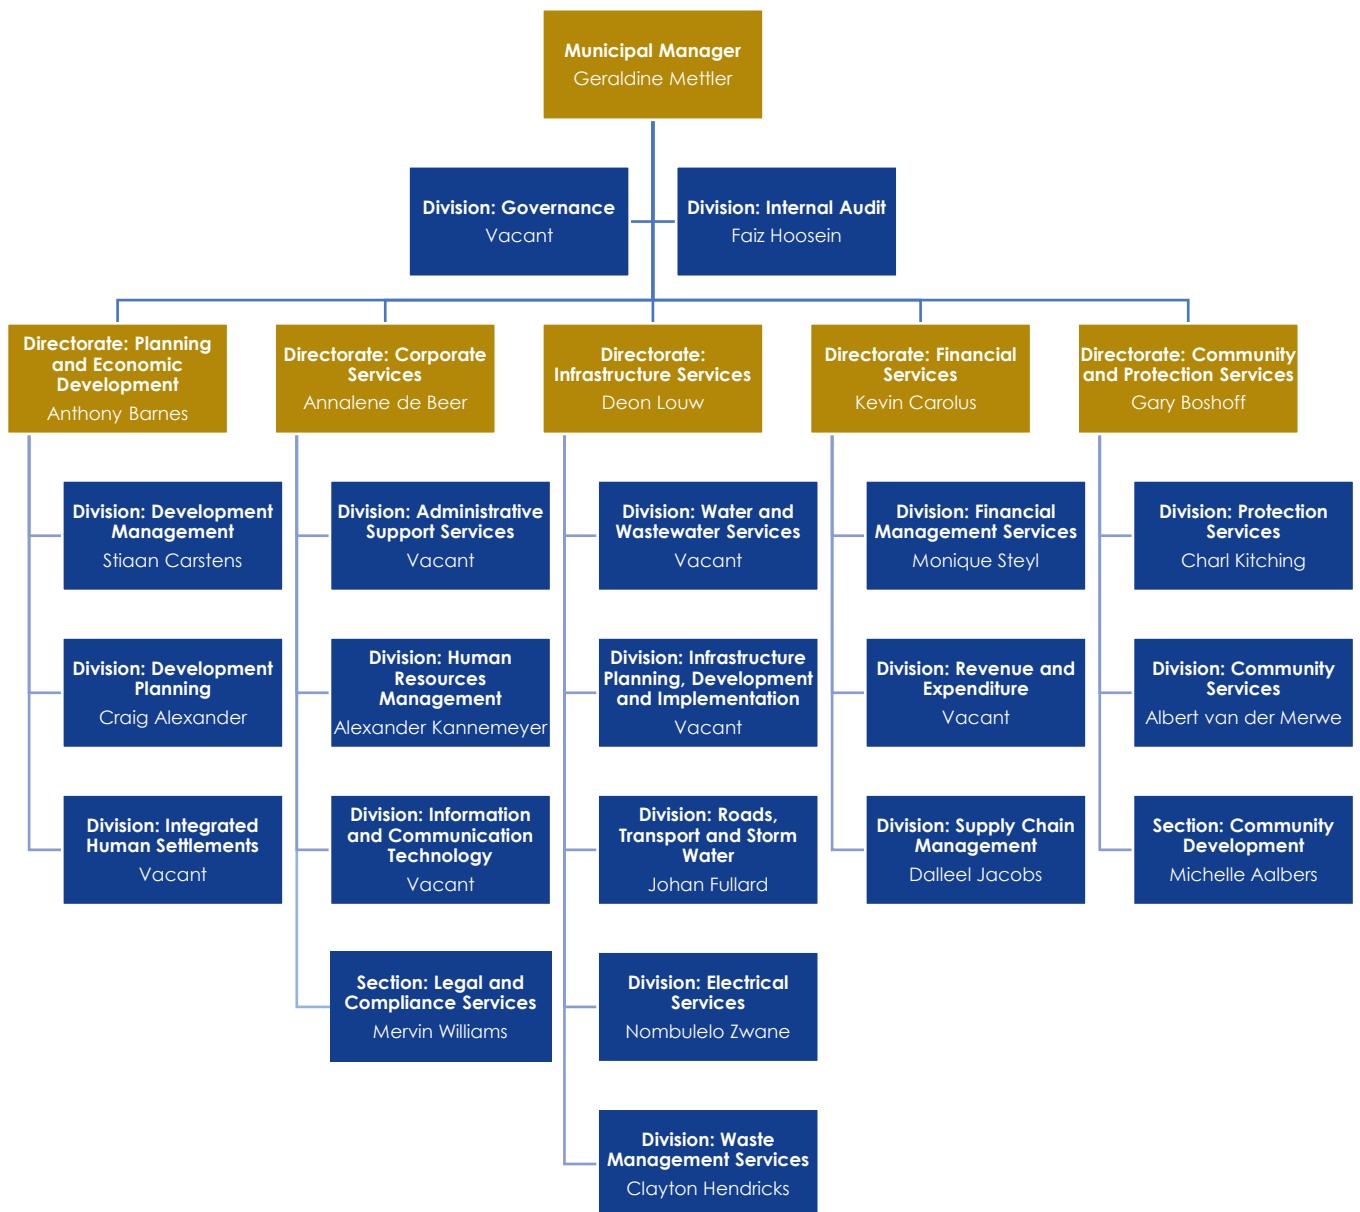 Municipal Manager
Geraldine Mettler
Division: Governance
Vacant
Division: Internal Audit
Faiz Hoosein
Directorate: Planning
and Economic
Development
Anthony Barnes
Directorate: Corporate
Services
Annalene de Beer
Directorate:
Infrastructure Services
Deon Louw
Directorate: Financial
Services
Kevin Carolus
Directorate: Community
and Protection Services
Gary Boshoff
Division: Development
Management
Stiaan Carstens
Division: Administrative
Support Services
Vacant
Division: Water and
Wastewater Services
Vacant
Division: Financial
Management Services
Monique Steyl
Division: Protection
Services
Charl Kitching
Division: Development
Planning
Craig Alexander
Division: Human
Resources
Management
Alexander Kannemeyer
Division: Infrastructure
Planning, Development
and Implementation
Vacant
Division: Revenue and
Expenditure
Vacant
Division: Community
Services
Albert van der Merwe
Division: Integrated
Human Settlements
Vacant
Division: Information
and Communication
Technology
Vacant
Division: Roads,
Transport and Storm
Water
Johan Fullard
Division: Supply Chain
Management
Dalleel Jacobs
Section: Community
Development
Michelle Aalbers
Section: Legal and
Compliance Services
Mervin Williams
Division: Electrical
Services
Nombulelo Zwane
Division: Waste
Management Services
Clayton Hendricks